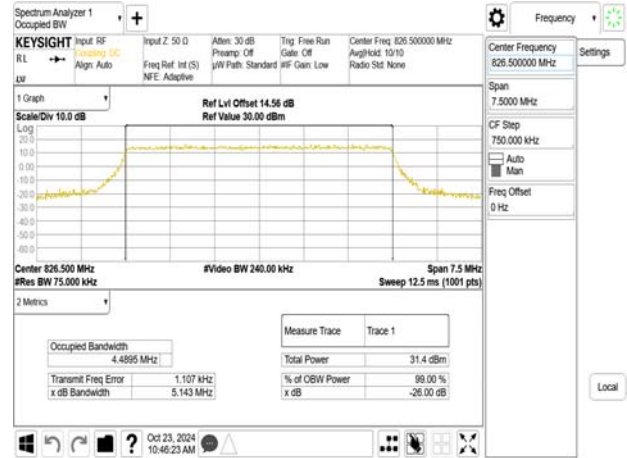 Spectrum Analyzer 1
Occupied BW
Frequency
KEYSIGHT
RL
LXI
Input: RF
Coupling: DC
Align: Auto
Input Z: 50 Ω
Freq Ref: Int (S)
NFE: Adaptive
Atten: 30 dB
Preamp: Off
µW Path: Standard
Trig: Free Run
Gate: Off
#IF Gain: Low
Center Freq: 826.500000 MHz
Avg|Hold: 10/10
Radio Std: None
Center Frequency
826.500000 MHz
Settings
Span
7.5000 MHz
CF Step
750.000 kHz
Auto
Man
Freq Offset
0 Hz
Local
1 Graph
Ref Lvl Offset 14.56 dB
Scale/Div 10.0 dB
Ref Value 30.00 dBm
Log
20.0
10.0
0.00
-10.0
-20.0
-30.0
-40.0
-50.0
-60.0
Center 826.500 MHz
#Video BW 240.00 kHz
Span 7.5 MHz
#Res BW 75.000 kHz
Sweep 12.5 ms (1001 pts)
2 Metrics
Measure Trace
Trace 1
Occupied Bandwidth
4.4895 MHz
Total Power
31.4 dBm
Transmit Freq Error
1.107 kHz
% of OBW Power
99.00 %
x dB Bandwidth
5.143 MHz
x dB
-26.00 dB
?
Oct 23, 2024
10:46:23 AM